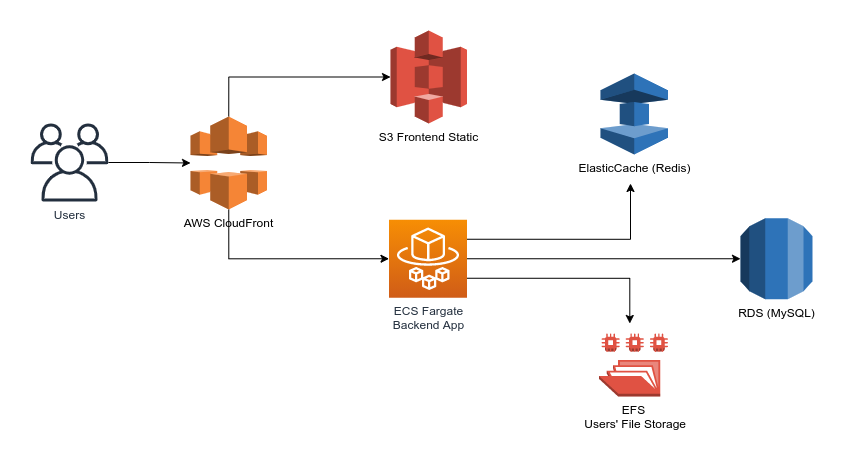 S3 Frontend Static
ElasticCache (Redis)
Users
AWS CloudFront
ECS Fargate
Backend App
RDS (MySQL)
EFS
Users' File Storage